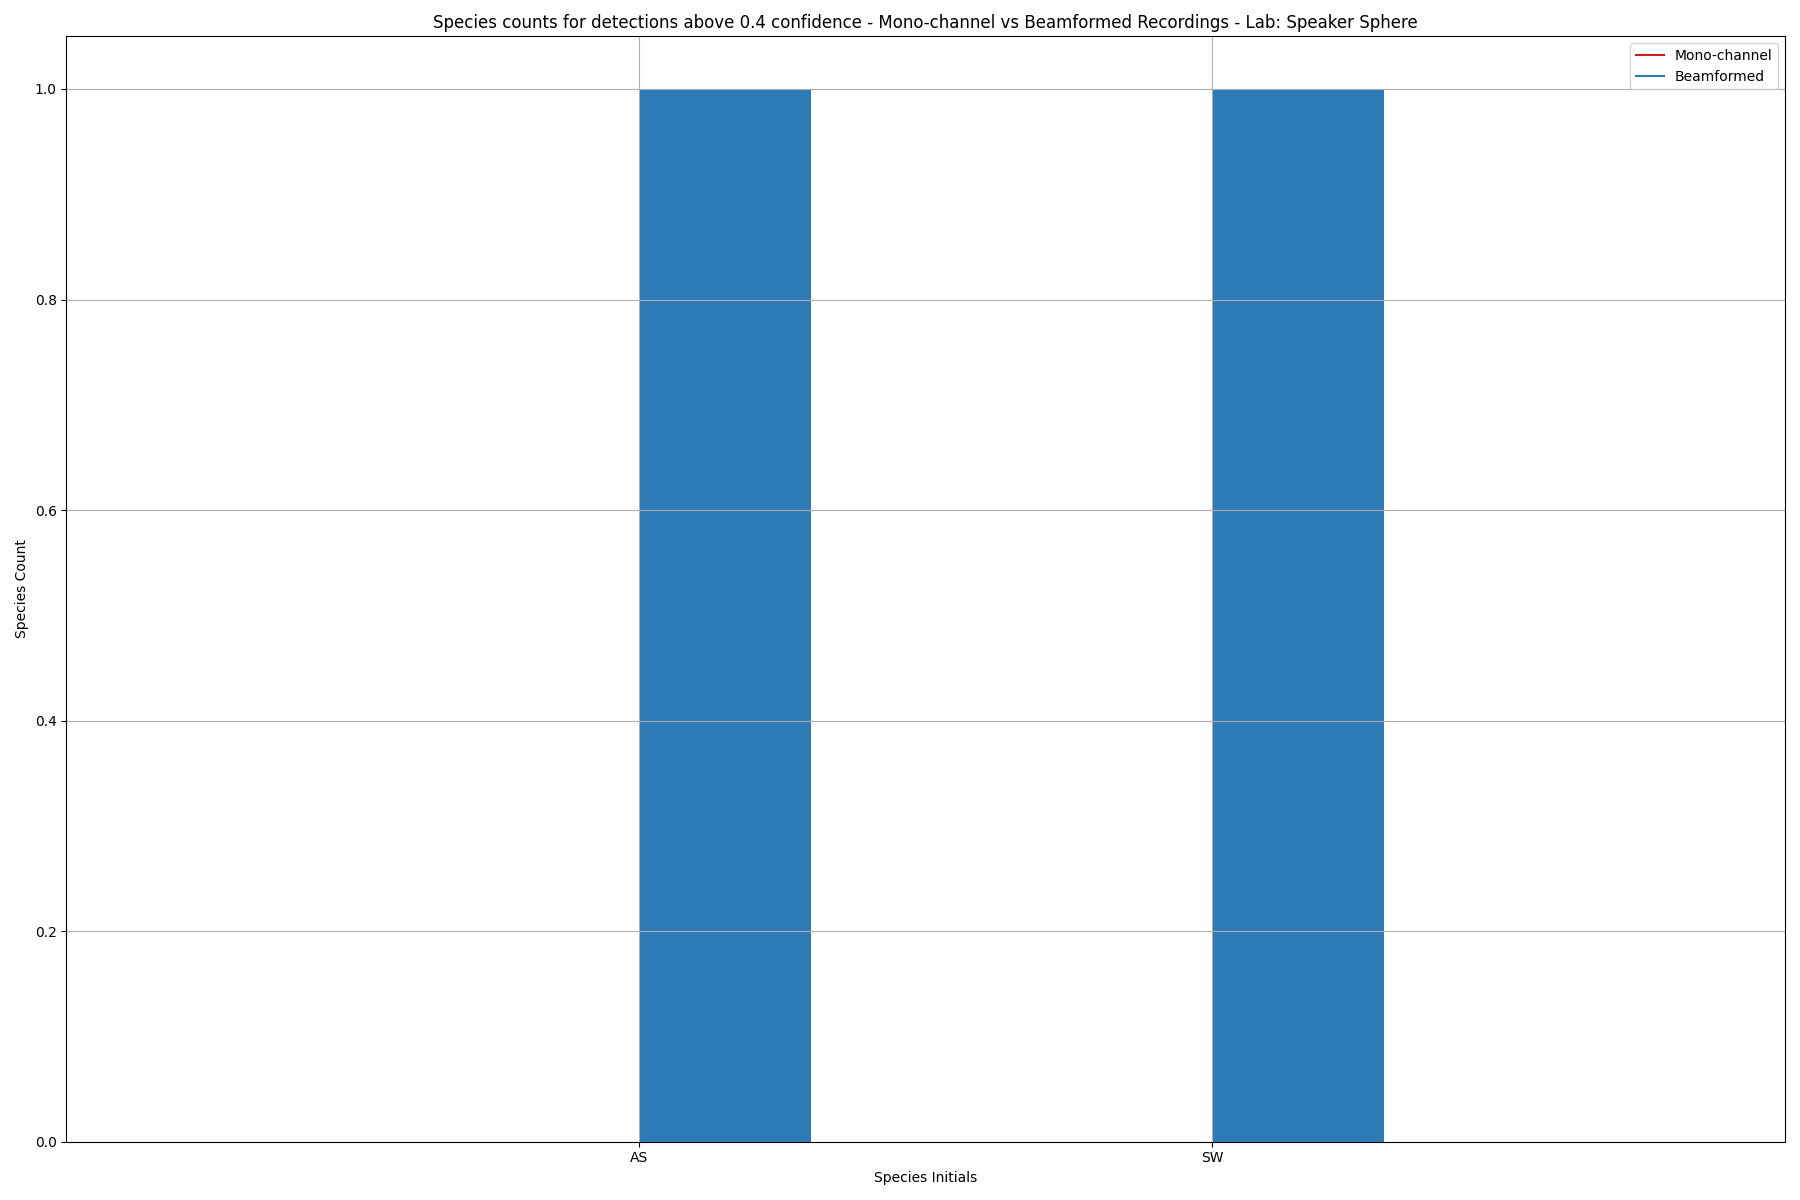 Species counts for detections above 0.4 confidence - Mono-channel vs Beamformed Recordings - Lab: Speaker Sphere
Mono-channel
Beamformed
1.0
0.8
0.6
0.4
0.2
0.0
Species Count
AS
SW
Species Initials